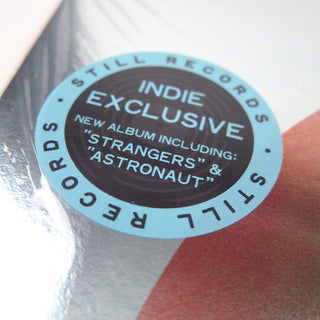 STILL RECORDS • STILL RECORDS •
INDIE
EXCLUSIVE
NEW ALBUM INCLUDING:
"STRANGERS" &
"ASTRONAUT"